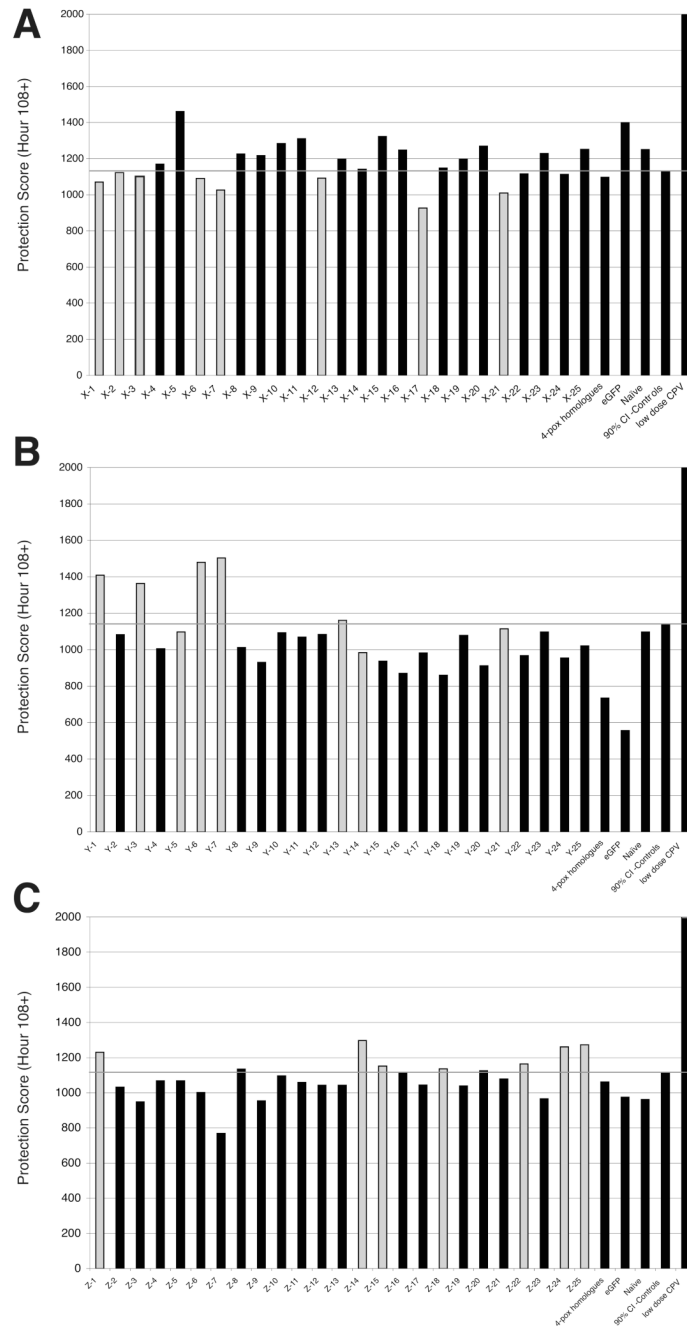 A
Protection Score (Hour 108+)
2000
1800
1600
1400
1200
1000
800
600
400
200
0
X-1
X-2
X-3
X-4
X-5
X-6
X-7
X-8
X-9
X-10
X-11
X-12
X-13
X-14
X-15
X-16
X-17
X-18
X-19
X-20
X-21
X-22
X-23
X-24
X-25
4-pox homologues
eGFP
Naïve
90% CI -Controls
low dose CPV
B
Protection Score (Hour 108+)
2000
1800
1600
1400
1200
1000
800
600
400
200
0
Y-1
Y-2
Y-3
Y-4
Y-5
Y-6
Y-7
Y-8
Y-9
Y-10
Y-11
Y-12
Y-13
Y-14
Y-15
Y-16
Y-17
Y-18
Y-19
Y-20
Y-21
Y-22
Y-23
Y-24
Y-25
4-pox homologues
eGFP
Naïve
90% CI -Controls
low dose CPV
C
Protection Score (Hour 108+)
2000
1800
1600
1400
1200
1000
800
600
400
200
0
Z-1
Z-2
Z-3
Z-4
Z-5
Z-6
Z-7
Z-8
Z-9
Z-10
Z-11
Z-12
Z-13
Z-14
Z-15
Z-16
Z-17
Z-18
Z-19
Z-20
Z-21
Z-22
Z-23
Z-24
Z-25
4-pox homologues
eGFP
Naïve
90% CI -Controls
low dose CPV